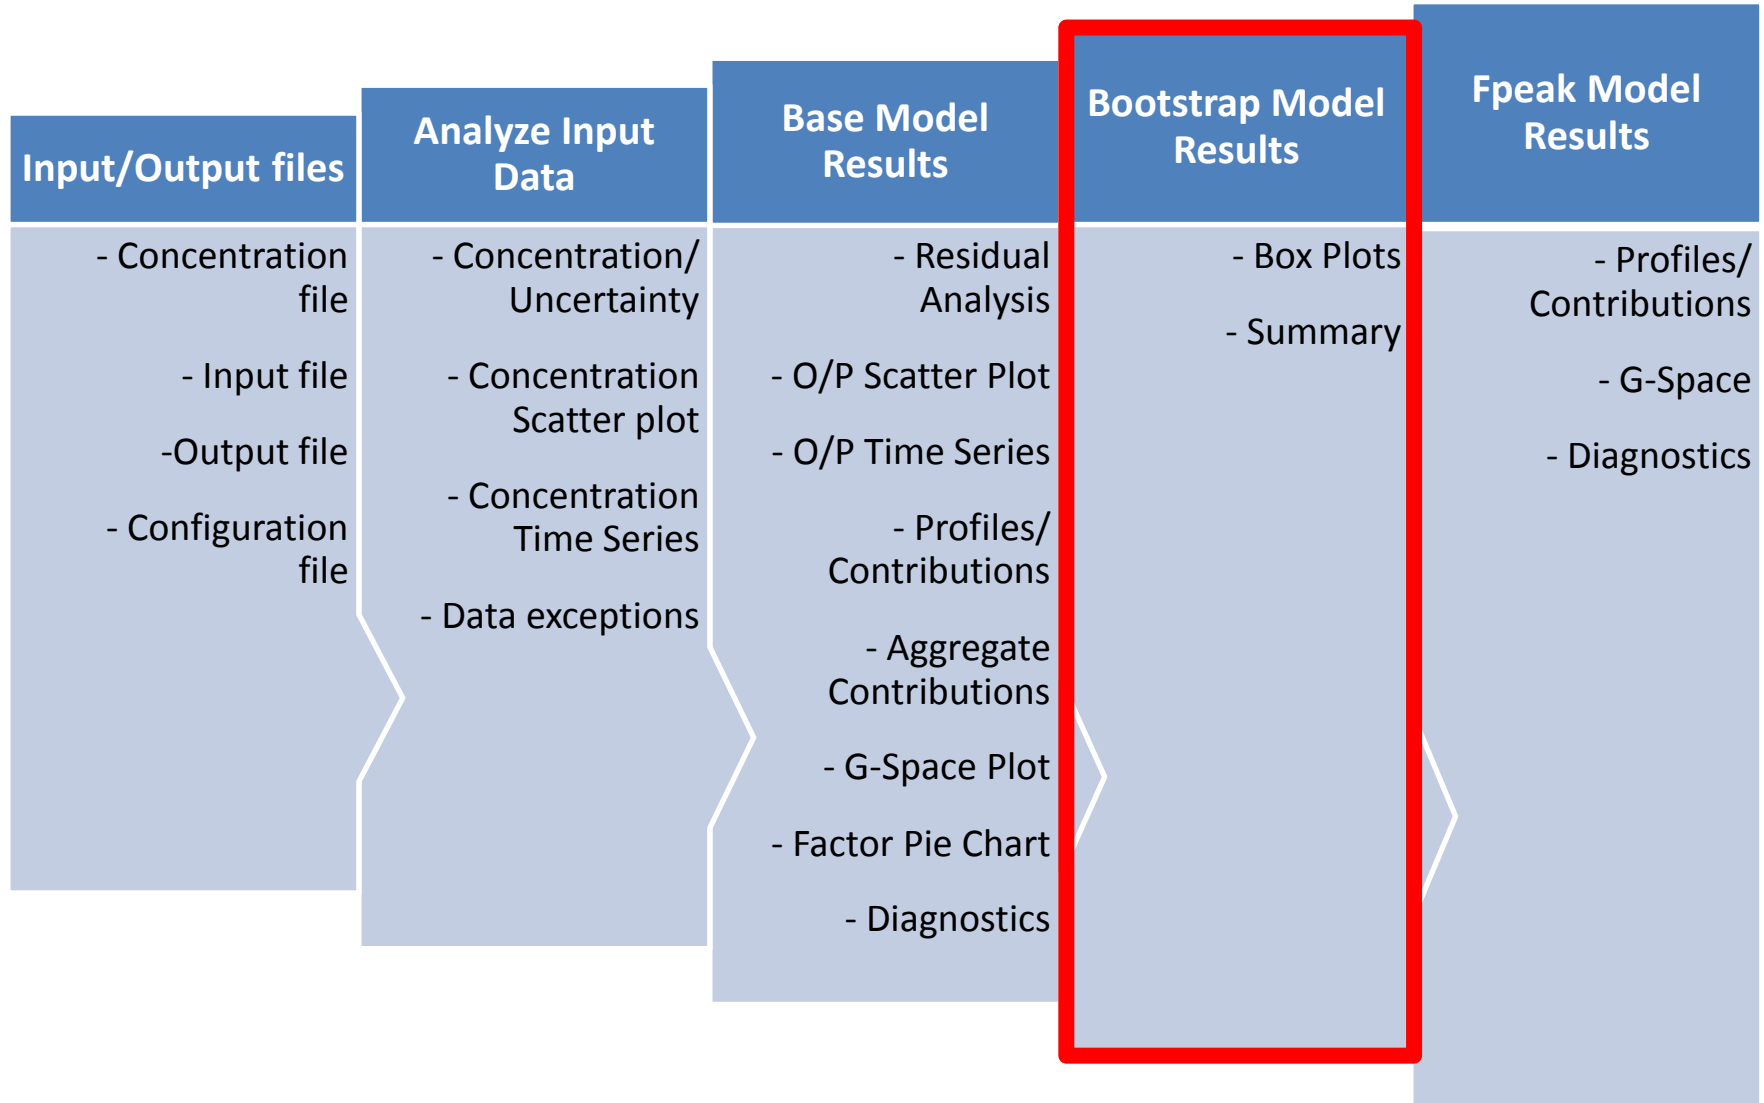 Input/Output files
- Concentration
file
- Input file
-Output file
- Configuration
file
Analyze Input
Data
- Concentration/
Uncertainty
- Concentration
Scatter plot
- Concentration
Time Series
- Data exceptions
Base Model
Results
- Residual
Analysis
- O/P Scatter Plot
- O/P Time Series
- Profiles/
Contributions
- Aggregate
Contributions
- G-Space Plot
- Factor Pie Chart
- Diagnostics
Bootstrap Model
Results
- Box Plots
- Summary
Fpeak Model
Results
- Profiles/
Contributions
- G-Space
- Diagnostics